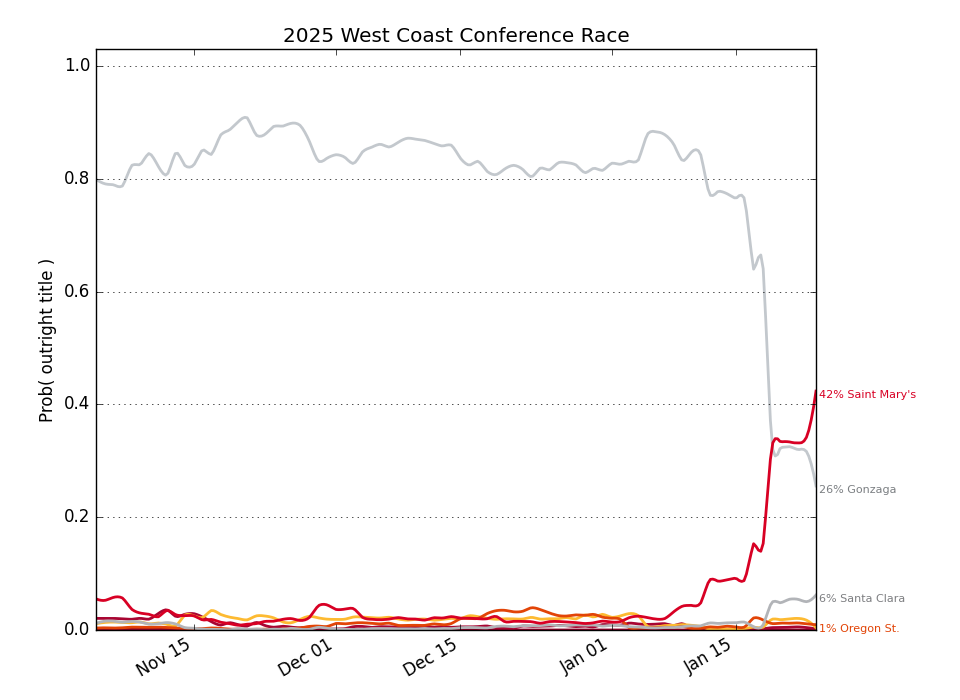 2025 West Coast Conference Race
Prob( outright title )
1.0
0.8
0.6
0.4
0.2
0.0
42% Saint Mary's
26% Gonzaga
6% Santa Clara
1% Oregon St.
Nov 15
Dec 01
Dec 15
Jan 01
Jan 15